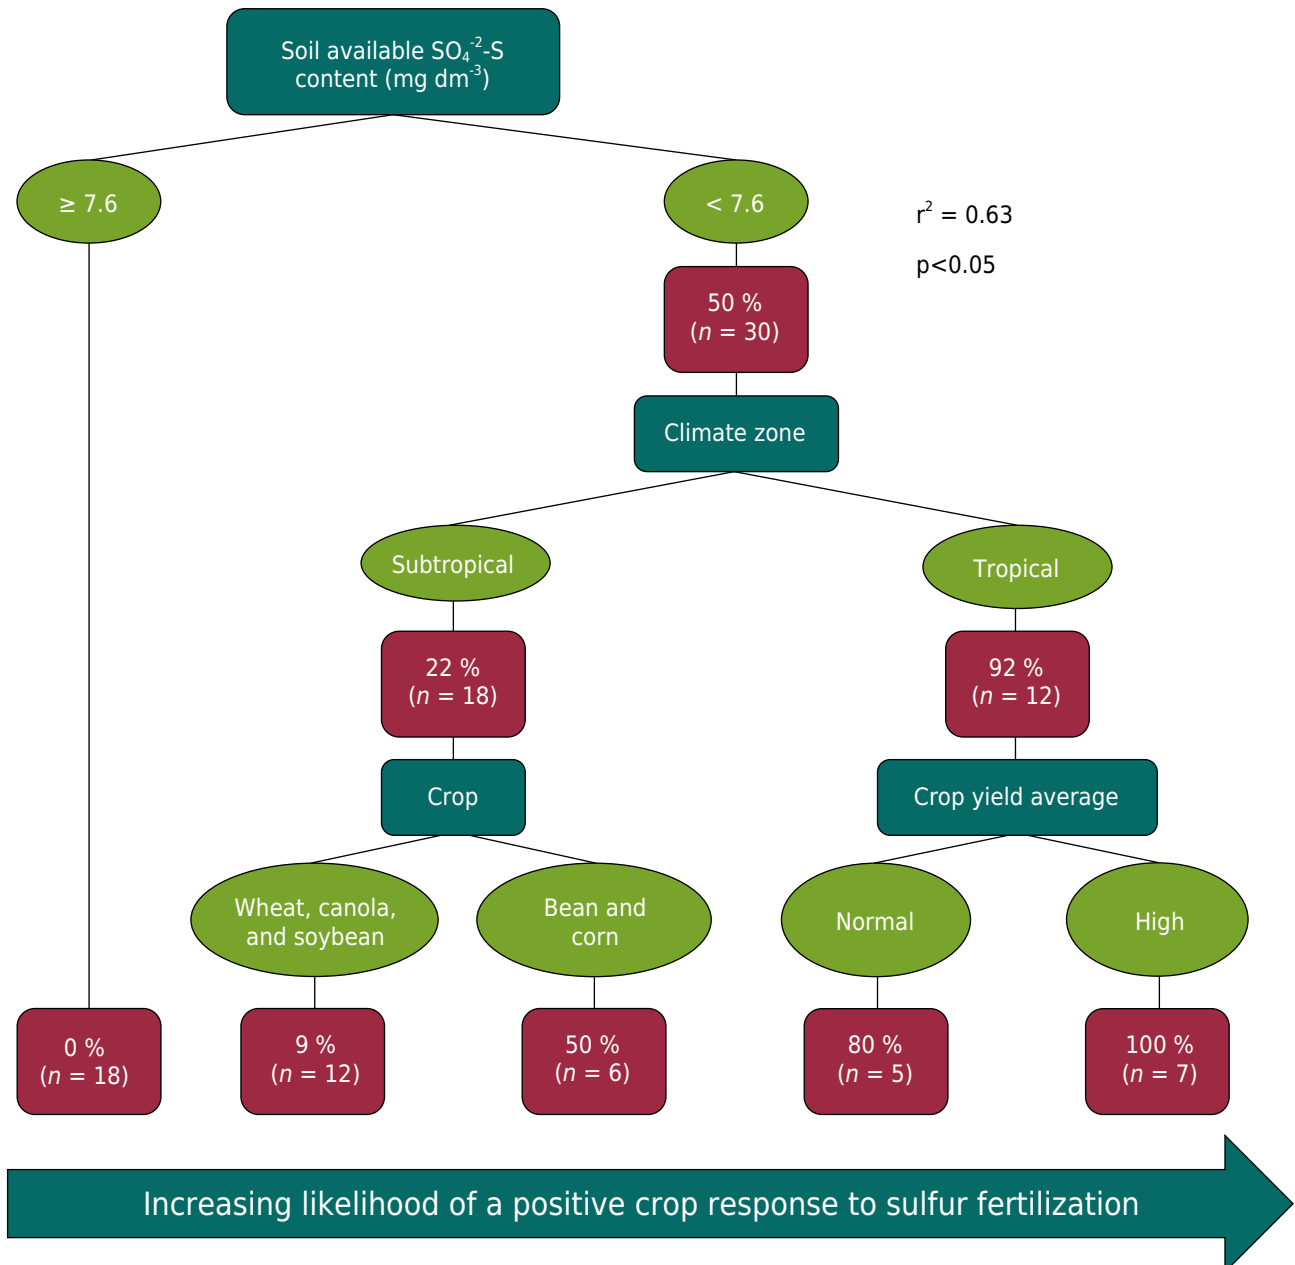 Soil available SO₄⁻²-S
content (mg dm⁻³)
≥ 7.6
< 7.6
r² = 0.63
p<0.05
50 %
(n = 30)
Climate zone
Subtropical
Tropical
22 %
(n = 18)
92 %
(n = 12)
Crop
Crop yield average
Wheat, canola,
and soybean
Bean and
corn
Normal
High
0 %
(n = 18)
9 %
(n = 12)
50 %
(n = 6)
80 %
(n = 5)
100 %
(n = 7)
Increasing likelihood of a positive crop response to sulfur fertilization